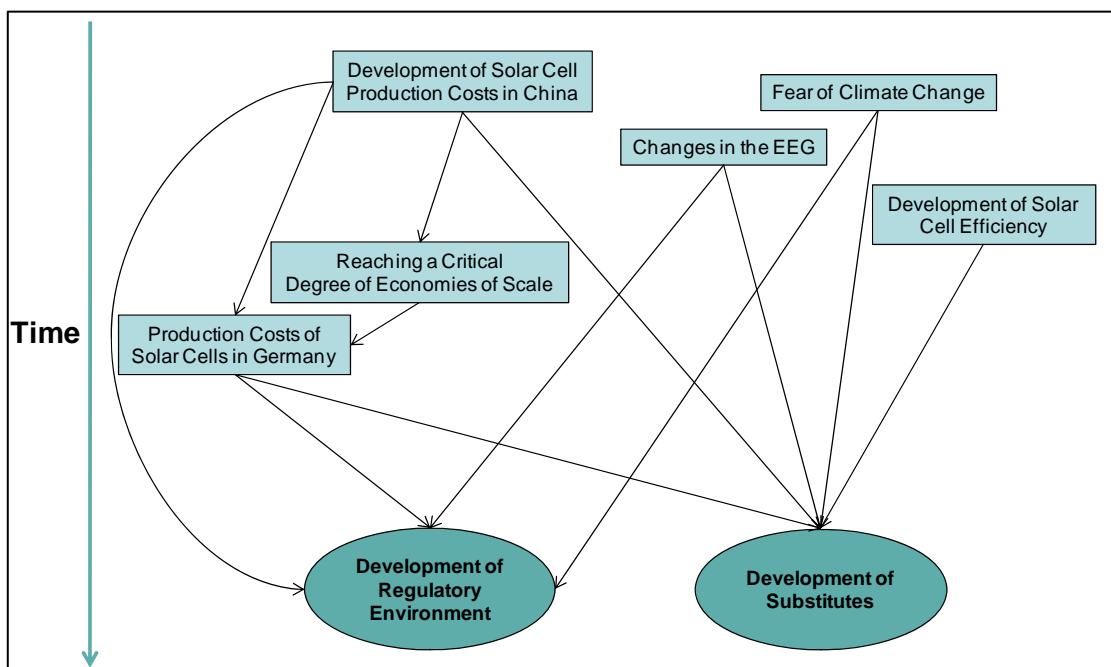 Development of Solar Cell
Production Costs in China
Fear of Climate Change
Changes in the EEG
Development of Solar
Cell Efficiency
Reaching a Critical
Degree of Economies of Scale
Time
Production Costs of
Solar Cells in Germany
Development of
Regulatory
Environment
Development of
Substitutes